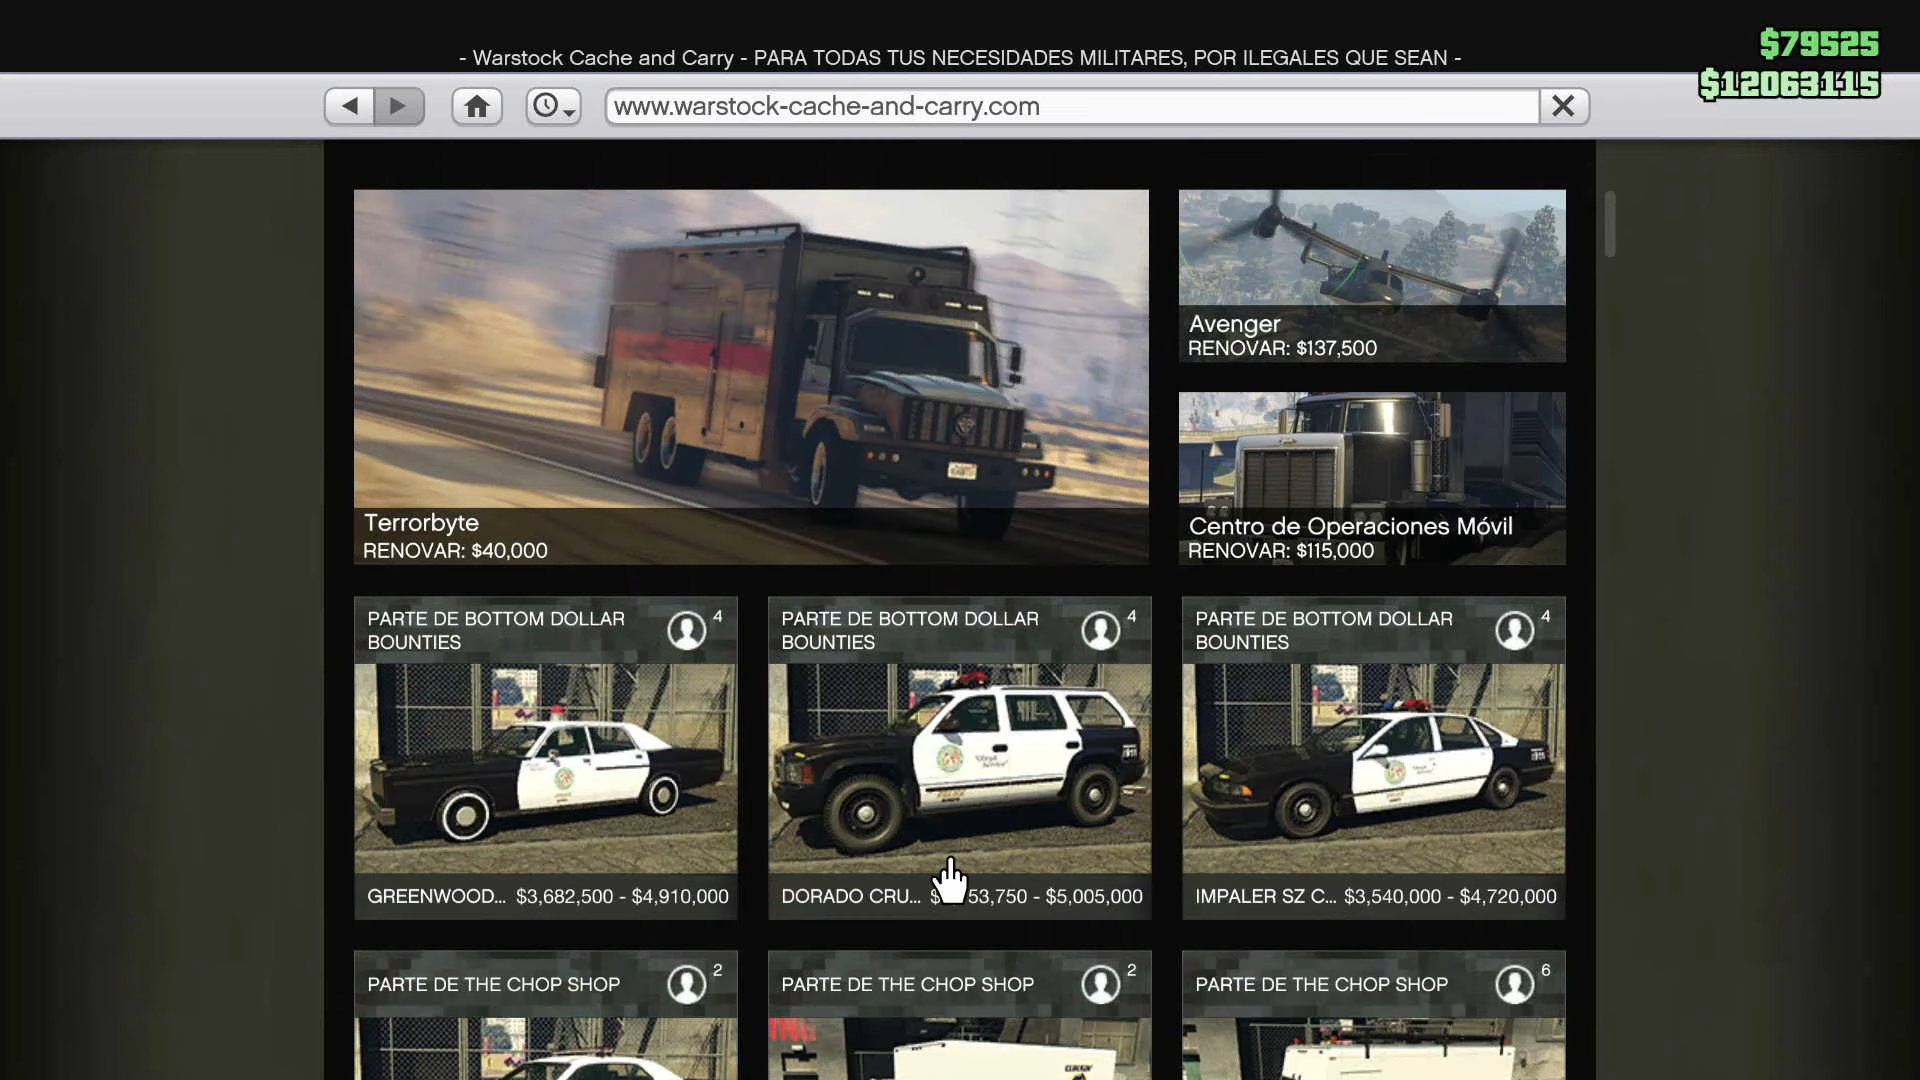 - Warstock Cache and Carry - PARA TODAS TUS NECESIDADES MILITARES, POR ILEGALES QUE SEAN -
$79525
$12063115
www.warstock-cache-and-carry.com
Terrorbyte
RENOVAR: $40,000
Avenger
RENOVAR: $137,500
Centro de Operaciones Móvil
RENOVAR: $115,000
PARTE DE BOTTOM DOLLAR
BOUNTIES
4
GREENWOOD... $3,682,500 - $4,910,000
PARTE DE BOTTOM DOLLAR
BOUNTIES
4
DORADO CRU... 53,750 - $5,005,000
PARTE DE BOTTOM DOLLAR
BOUNTIES
4
IMPALER SZ C... $3,540,000 - $4,720,000
PARTE DE THE CHOP SHOP
2
PARTE DE THE CHOP SHOP
2
PARTE DE THE CHOP SHOP
6